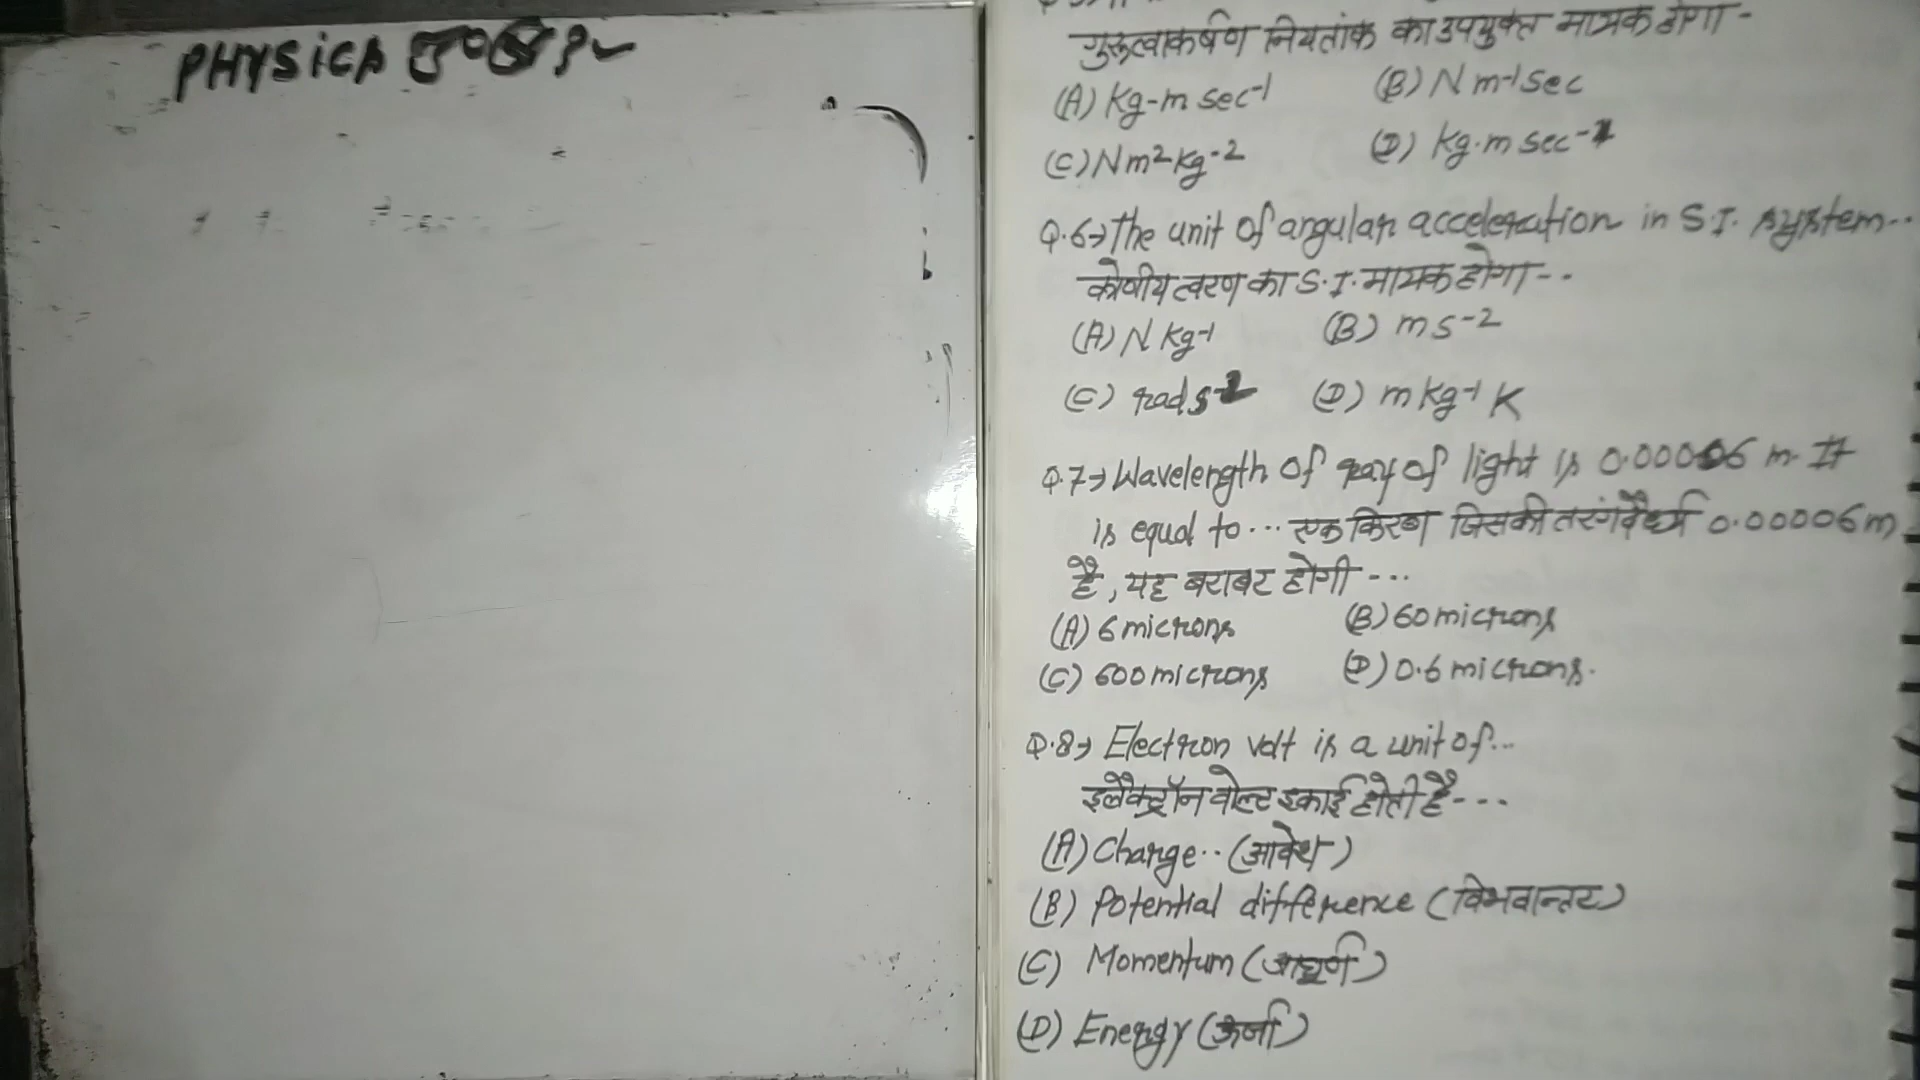 PHYSICA
गुरूत्वाकर्षण नियतांक का उपयुक्त मात्रक होगा -
(A) Kg-m sec-1 (B) N m-1 sec
(C) N m2 Kg-2 (D) Kg.m sec-1
Q.6→ The unit of angular acceleration in S.I. system..
कोणीय त्वरण का S.I. मात्रक होगा--
(A) N Kg-1 (B) m s-2
(C) rad s-2 (D) m Kg-1 K
Q.7→ Wavelength of ray of light is 0.00006 m. It
is equal to... एक किरण जिसकी तरंगदैर्ध्य 0.00006m
है, यह बराबर होगी ---
(A) 6 microns (B) 60 microns
(C) 600 microns (D) 0.6 microns.
Q.8→ Electron volt is a unit of...
इलैक्ट्रॉन वोल्ट इकाई होती है---
(A) Charge.. (आवेश)
(B) Potential difference (विभवान्तर)
(C) Momentum (आघूर्ण)
(D) Energy (ऊर्जा)